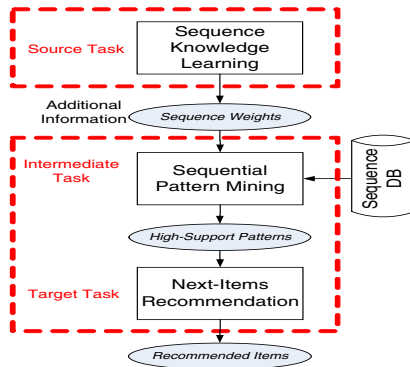 Sequence
Knowledge
Learning
Source Task
Additional
Information
Sequence Weights
Intermediate
Task
Sequential
Pattern Mining
Sequence
DB
High-Support Patterns
Next-Items
Recommendation
Target Task
Recommended Items